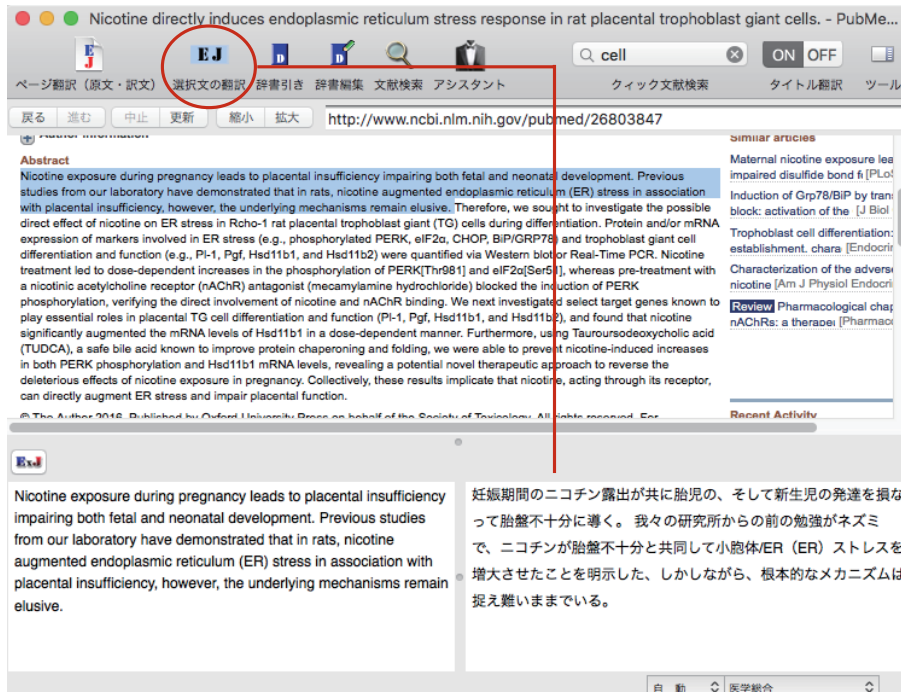 Nicotine directly induces endoplasmic reticulum stress response in rat placental trophoblast giant cells. - PubMe...
E J
E J
D
D
cell
ON OFF
ページ翻訳（原文・訳文） 選択文の翻訳 辞書引き 辞書編集 文献検索 アシスタント クィック文献検索 タイトル翻訳 ツール
戻る 進む 中止 更新 縮小 拡大 http://www.ncbi.nlm.nih.gov/pubmed/26803847
Author information
Abstract
Nicotine exposure during pregnancy leads to placental insufficiency impairing both fetal and neonatal development. Previous
studies from our laboratory have demonstrated that in rats, nicotine augmented endoplasmic reticulum (ER) stress in association
with placental insufficiency, however, the underlying mechanisms remain elusive. Therefore, we sought to investigate the possible
direct effect of nicotine on ER stress in Rcho-1 rat placental trophoblast giant (TG) cells during differentiation. Protein and/or mRNA
expression of markers involved in ER stress (e.g., phosphorylated PERK, eIF2α, CHOP, BiP/GRP78) and trophoblast giant cell
differentiation and function (e.g., Pl-1, Pgf, Hsd11b1, and Hsd11b2) were quantified via Western blot or Real-Time PCR. Nicotine
treatment led to dose-dependent increases in the phosphorylation of PERK[Thr981] and eIF2α[Ser51], whereas pre-treatment with
a nicotinic acetylcholine receptor (nAChR) antagonist (mecamylamine hydrochloride) blocked the induction of PERK
phosphorylation, verifying the direct involvement of nicotine and nAChR binding. We next investigated select target genes known to
play essential roles in placental TG cell differentiation and function (Pl-1, Pgf, Hsd11b1, and Hsd11b2), and found that nicotine
significantly augmented the mRNA levels of Hsd11b1 in a dose-dependent manner. Furthermore, using Tauroursodeoxycholic acid
(TUDCA), a safe bile acid known to improve protein chaperoning and folding, we were able to prevent nicotine-induced increases
in both PERK phosphorylation and Hsd11b1 mRNA levels, revealing a potential novel therapeutic approach to reverse the
deleterious effects of nicotine exposure in pregnancy. Collectively, these results implicate that nicotine, acting through its receptor,
can directly augment ER stress and impair placental function.
© The Author 2016. Published by Oxford University Press on behalf of the Society of Toxicology. All rights reserved. For
Similar articles
Maternal nicotine exposure lea
impaired disulfide bond f [PLoS
Induction of Grp78/BiP by trans
block: activation of the [J Biol
Trophoblast cell differentiation:
establishment. chara [Endocrin
Characterization of the adverse
nicotine [Am J Physiol Endocri
Review Pharmacological chap
nAChRs: a therapeu [Pharmaco
Recent Activity
ExJ
Nicotine exposure during pregnancy leads to placental insufficiency
impairing both fetal and neonatal development. Previous studies
from our laboratory have demonstrated that in rats, nicotine
augmented endoplasmic reticulum (ER) stress in association with
placental insufficiency, however, the underlying mechanisms remain
elusive.
妊娠期間のニコチン露出が共に胎児の、そして新生児の発達を損な
って胎盤不十分に導く。 我々の研究所からの前の勉強がネズミ
で、ニコチンが胎盤不十分と共同して小胞体/ER（ER）ストレスを
増大させたことを明示した、しかしながら、根本的なメカニズムは
捉え難いままでいる。
自 動 医学総合